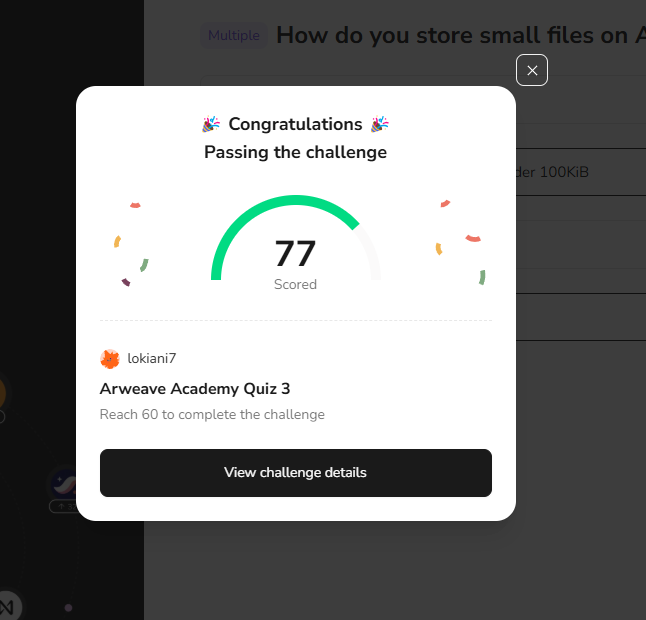 Multiple How do you store small files on A
der 100KiB
🎉 Congratulations 🎉
Passing the challenge
77
Scored
lokiani7
Arweave Academy Quiz 3
Reach 60 to complete the challenge
View challenge details